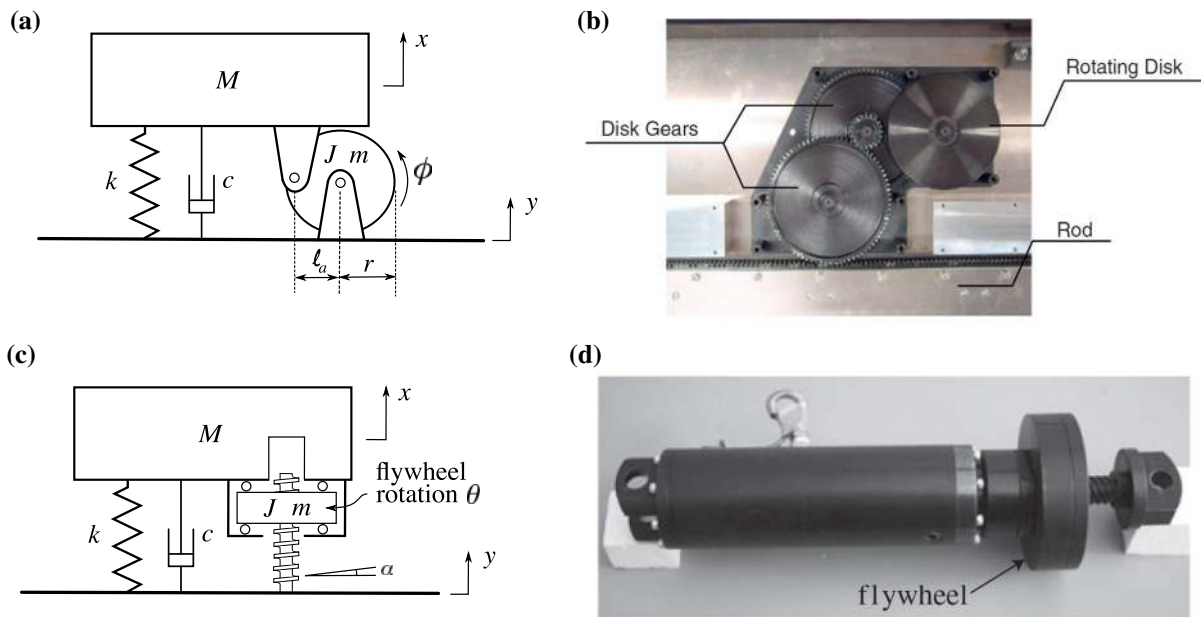 (a)
x
M
k
c
J m
ϕ
y
ℓa
r
(b)
Rotating Disk
Disk Gears
Rod
(c)
x
M
flywheel
rotation θ
J m
k
c
y
α
(d)
flywheel